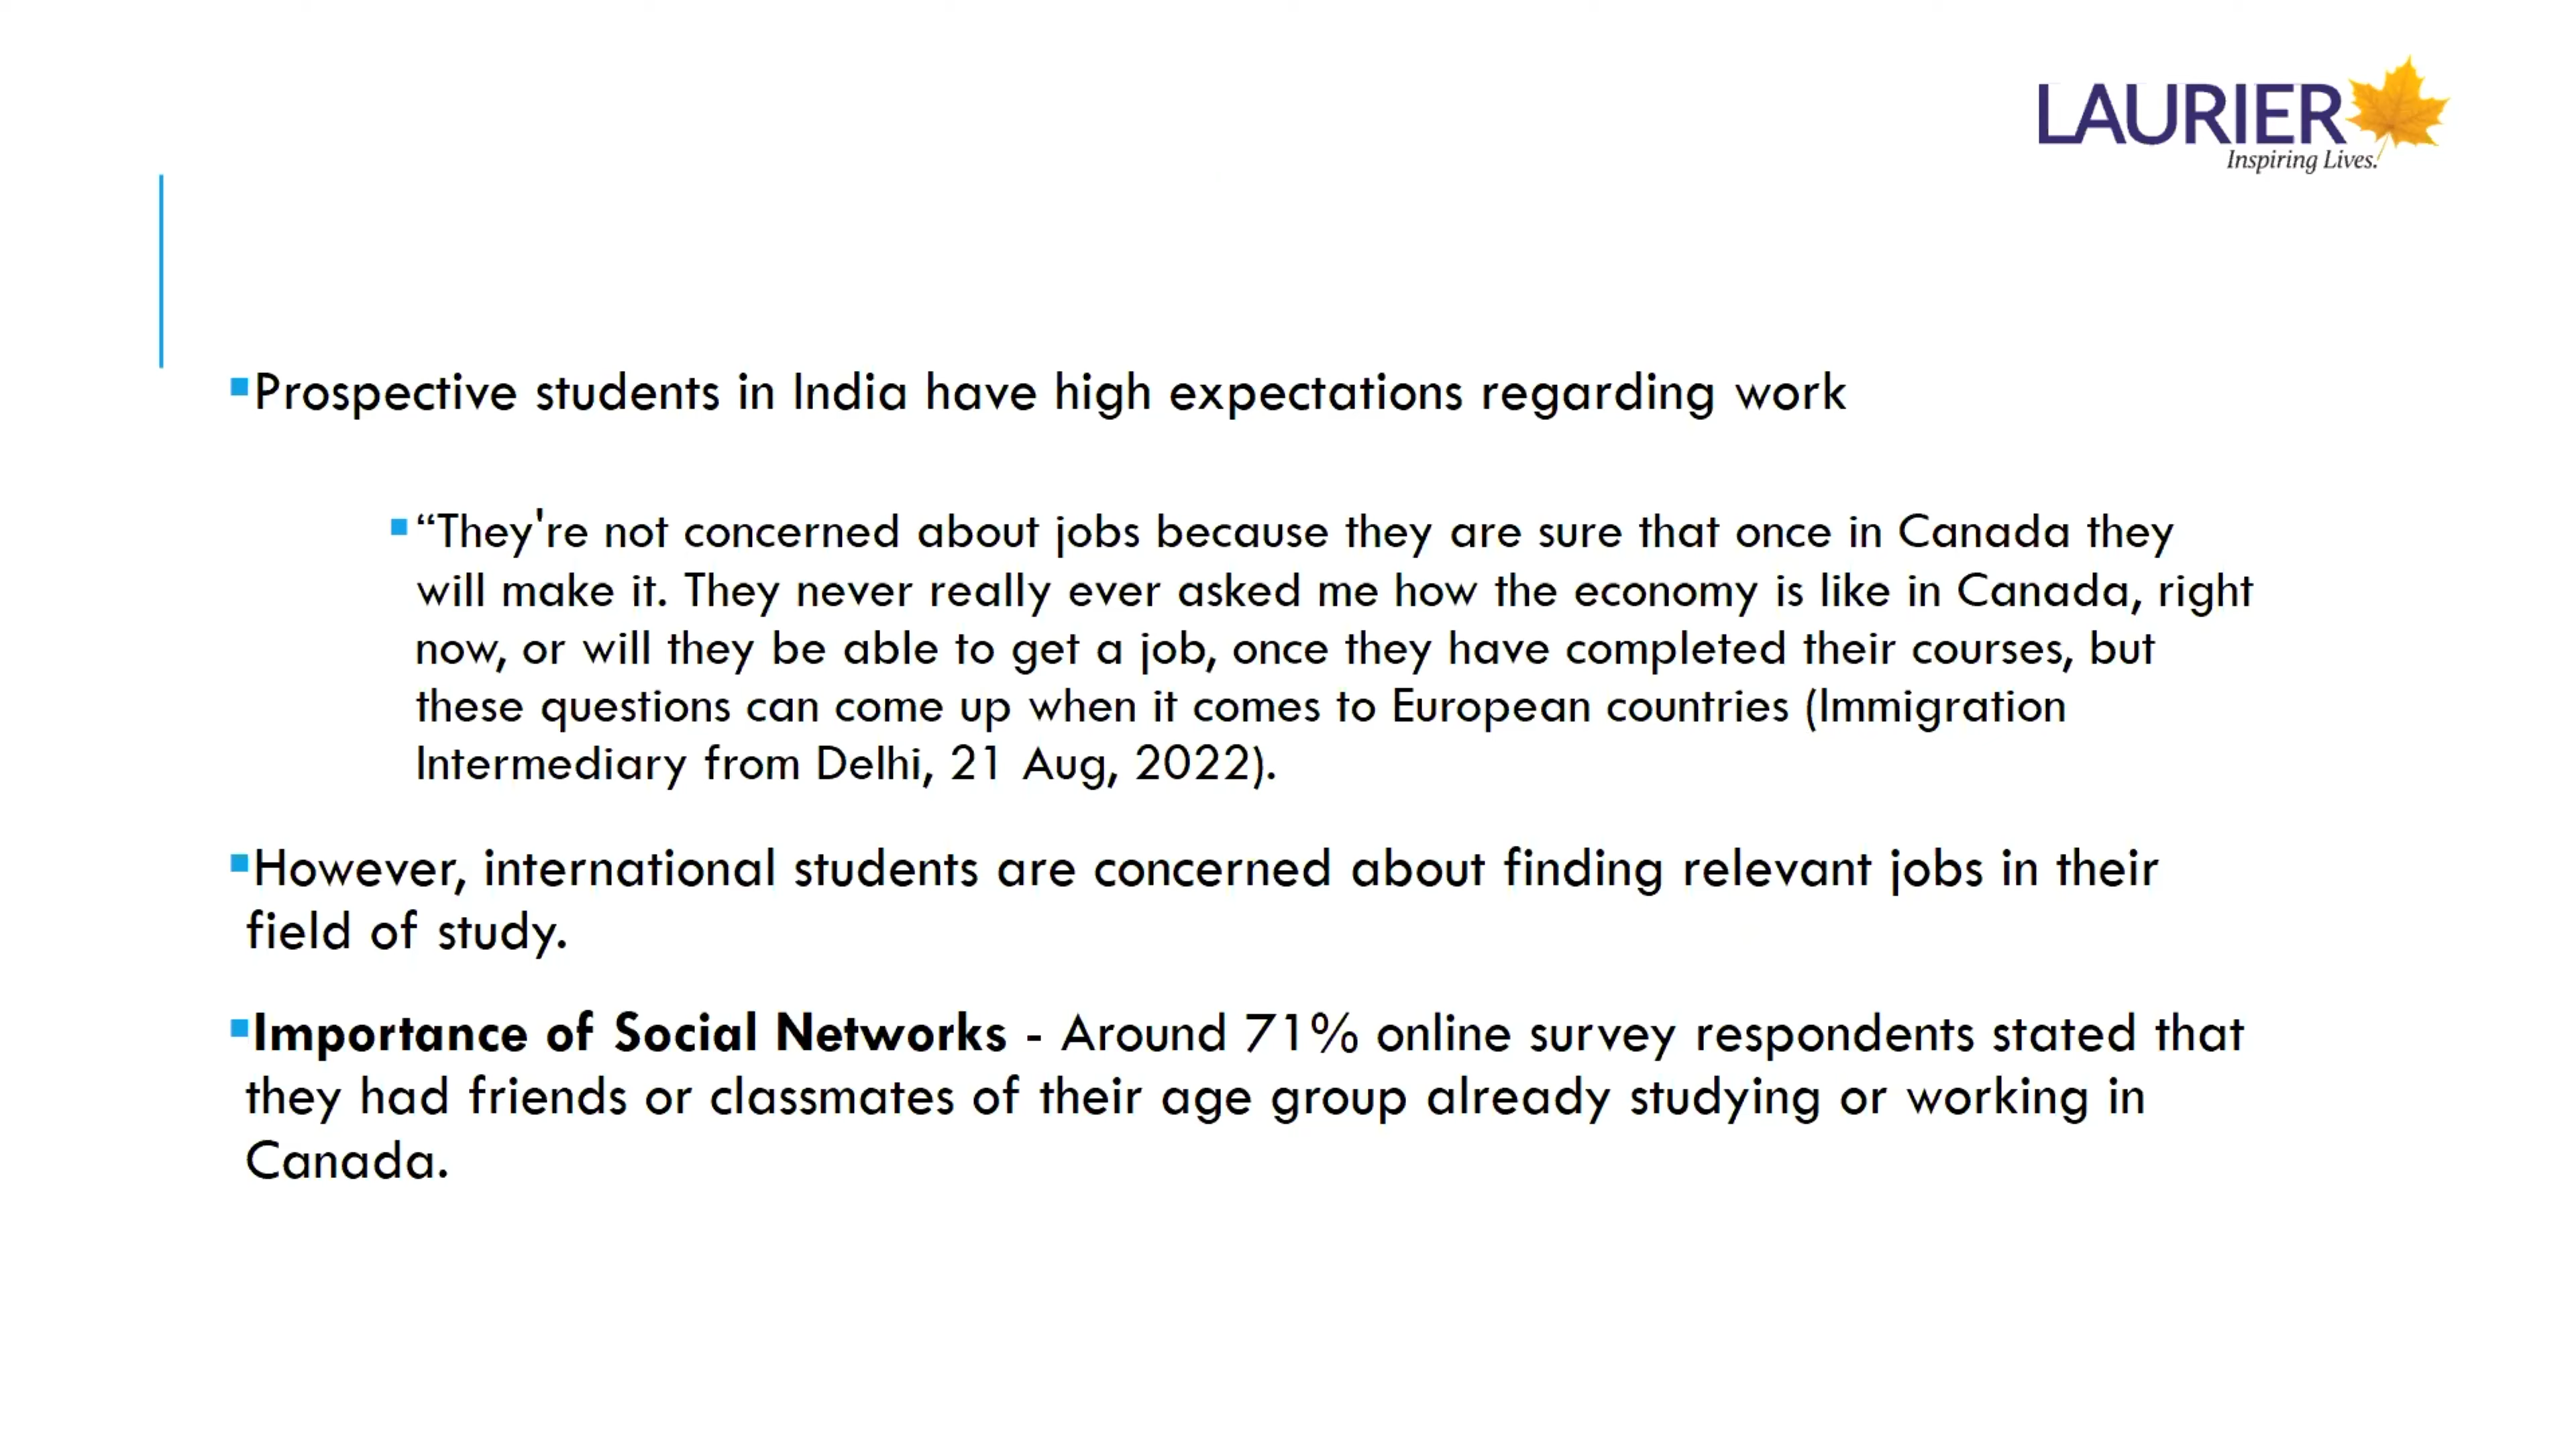 LAURIER
Inspiring Lives.
▪Prospective students in India have high expectations regarding work
▪“They're not concerned about jobs because they are sure that once in Canada they
will make it. They never really ever asked me how the economy is like in Canada, right
now, or will they be able to get a job, once they have completed their courses, but
these questions can come up when it comes to European countries (Immigration
Intermediary from Delhi, 21 Aug, 2022).
▪However, international students are concerned about finding relevant jobs in their
field of study.
▪Importance of Social Networks - Around 71% online survey respondents stated that
they had friends or classmates of their age group already studying or working in
Canada.